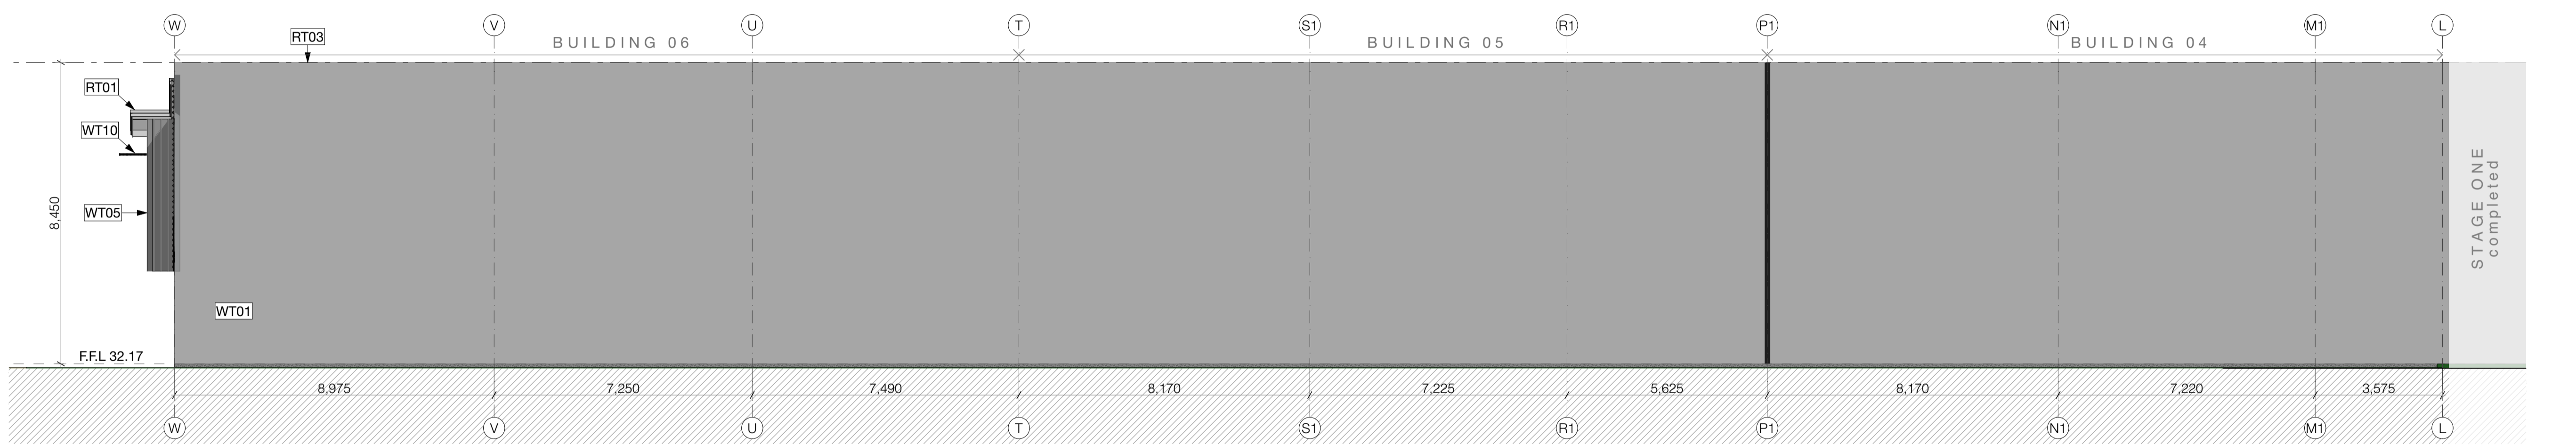 W V U T S1 R1 P1 N1 M1 L
RT03
BUILDING 06 BUILDING 05 BUILDING 04
RT01
WT10
8,450
WT05
STAGE ONE
completed
WT01
F.F.L 32.17
8,975 7,250 7,490 8,170 7,225 5,625 8,170 7,220 3,575
W V U T S1 R1 P1 N1 M1 L